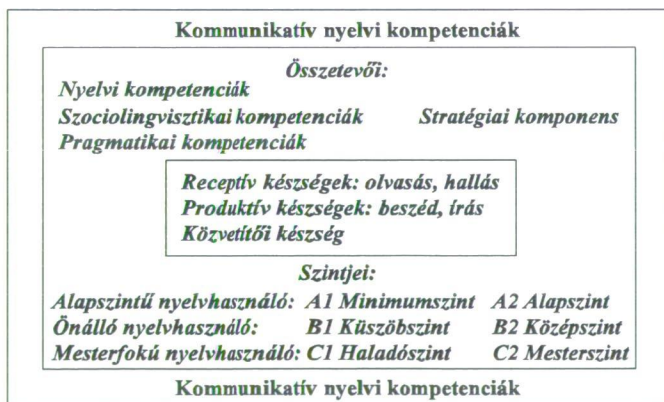 Kommunikatív nyelvi kompetenciák
Összetevői:
Nyelvi kompetenciák
Szociolingvisztikai kompetenciák Stratégiai komponens
Pragmatikai kompetenciák
Receptív készségek: olvasás, hallás
Produktív készségek: beszéd, írás
Közvetítői készség
Szintjei:
Alapszintű nyelvhasználó: A1 Minimumszint A2 Alapszint
Önálló nyelvhasználó: B1 Küszöbszint B2 Középszint
Mesterfokú nyelvhasználó: C1 Haladószint C2 Mesterszint
Kommunikatív nyelvi kompetenciák